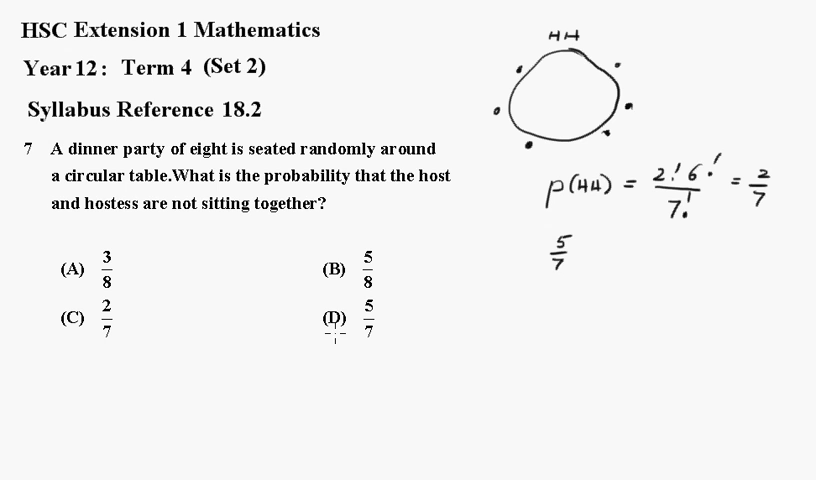 HSC Extension 1 Mathematics
Year 12: Term 4 (Set 2)
Syllabus Reference 18.2
7 A dinner party of eight is seated randomly around
a circular table.What is the probability that the host
and hostess are not sitting together?
(A) 3/8 (B) 5/8
(C) 2/7 (D) 5/7
HH
P(HH) = 2! 6! / 7! = 2/7
5/7